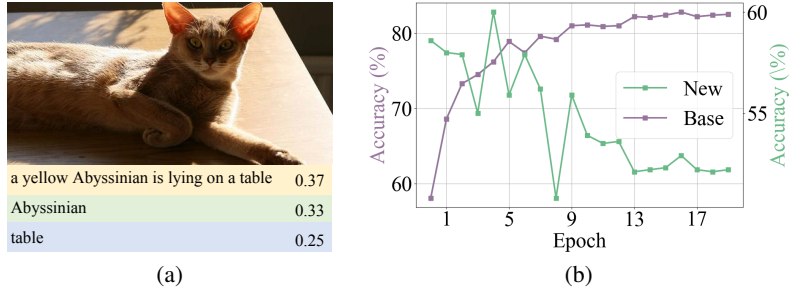 a yellow Abyssinian is lying on a table 0.37
Abyssinian 0.33
table 0.25
(a)
Accuracy (%)
80
70
60
1 5 9 13 17
Epoch
New
Base
60
55
Accuracy (\%)
(b)